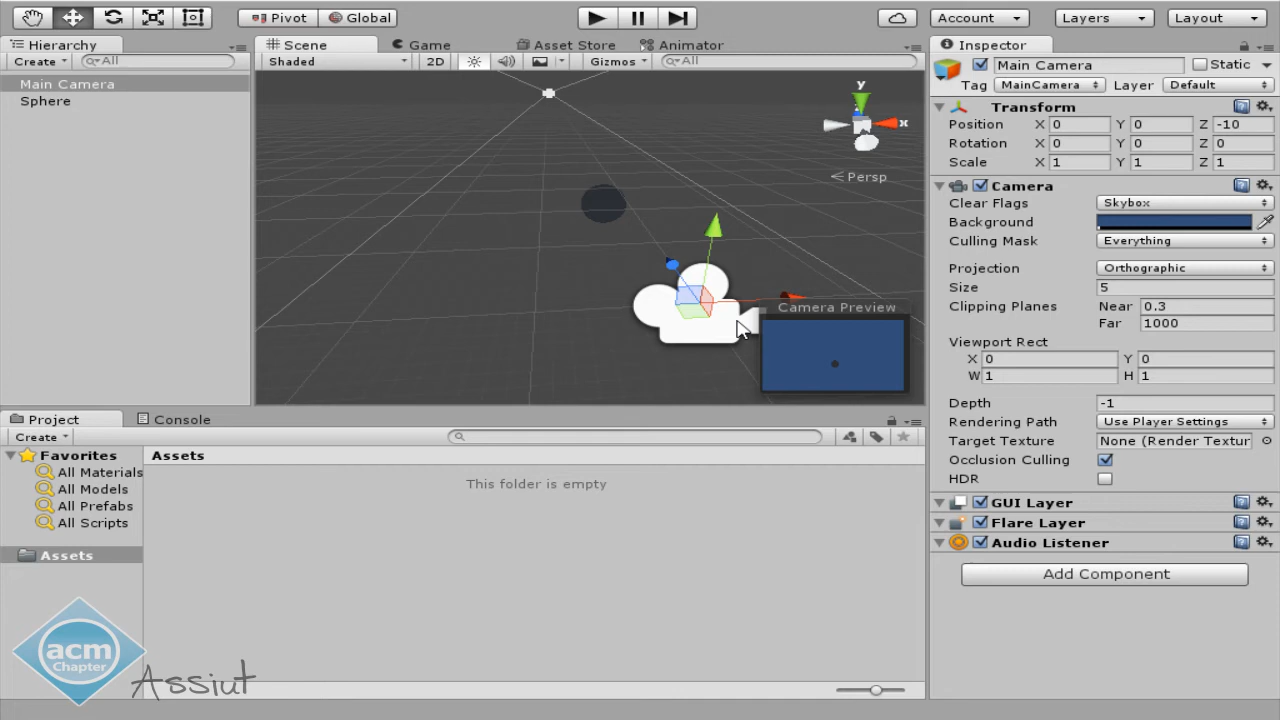 Pivot Global Account Layers Layout
Hierarchy Scene Game Asset Store Animator Inspector
Create All Shaded 2D Gizmos All
Main Camera Static
Main Camera
Tag MainCamera Layer Default
Sphere
y
x
Persp
Transform
Position X 0 Y 0 Z -10
Rotation X 0 Y 0 Z 0
Scale X 1 Y 1 Z 1
Camera
Clear Flags Skybox
Background
Culling Mask Everything
Projection Orthographic
Size 5
Clipping Planes Near 0.3
Far 1000
Camera Preview
Viewport Rect
X 0 Y 0
W 1 H 1
Depth -1
Rendering Path Use Player Settings
Target Texture None (Render Textur
Occlusion Culling
HDR
GUI Layer
Flare Layer
Audio Listener
Add Component
Project Console
Create
Favorites
All Materials
All Models
All Prefabs
All Scripts
Assets
Assets
This folder is empty
acm
Chapter
Assiut